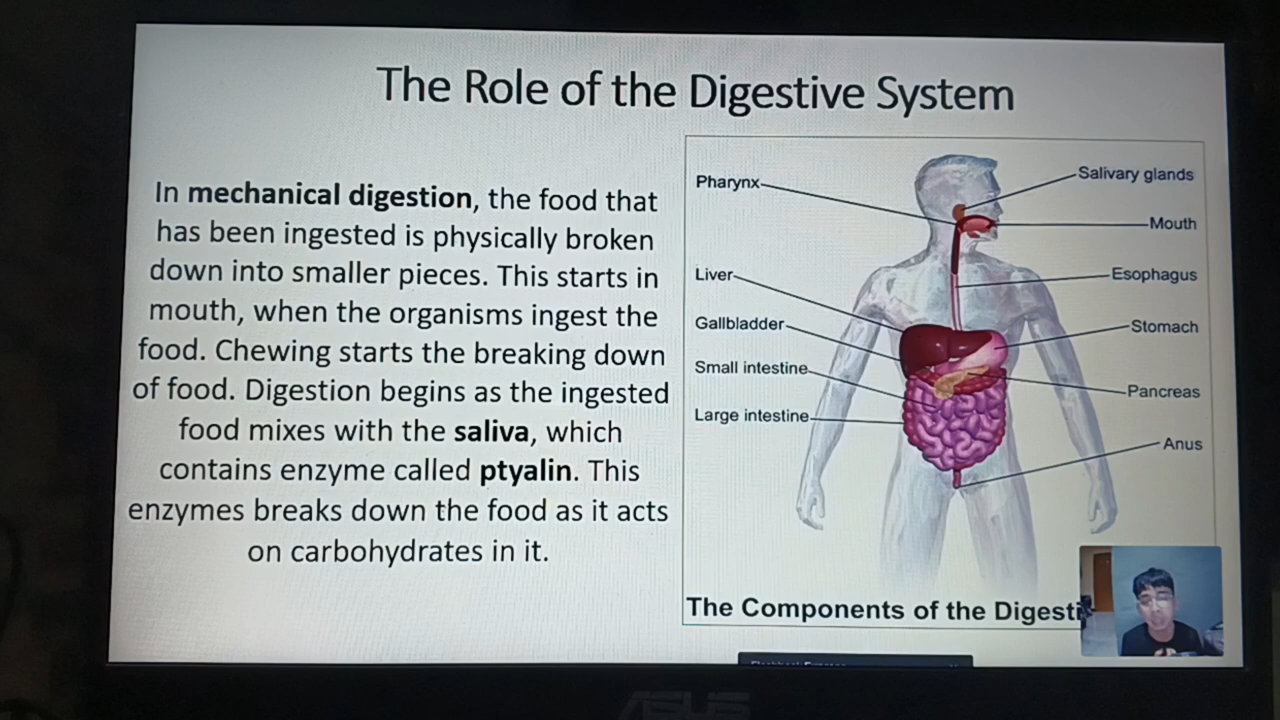 The Role of the Digestive System
In mechanical digestion, the food that
has been ingested is physically broken
down into smaller pieces. This starts in
mouth, when the organisms ingest the
food. Chewing starts the breaking down
of food. Digestion begins as the ingested
food mixes with the saliva, which
contains enzyme called ptyalin. This
enzymes breaks down the food as it acts
on carbohydrates in it.
Pharynx
Liver
Gallbladder
Small intestine
Large intestine
Salivary glands
Mouth
Esophagus
Stomach
Pancreas
Anus
The Components of the Digesti
ASUS